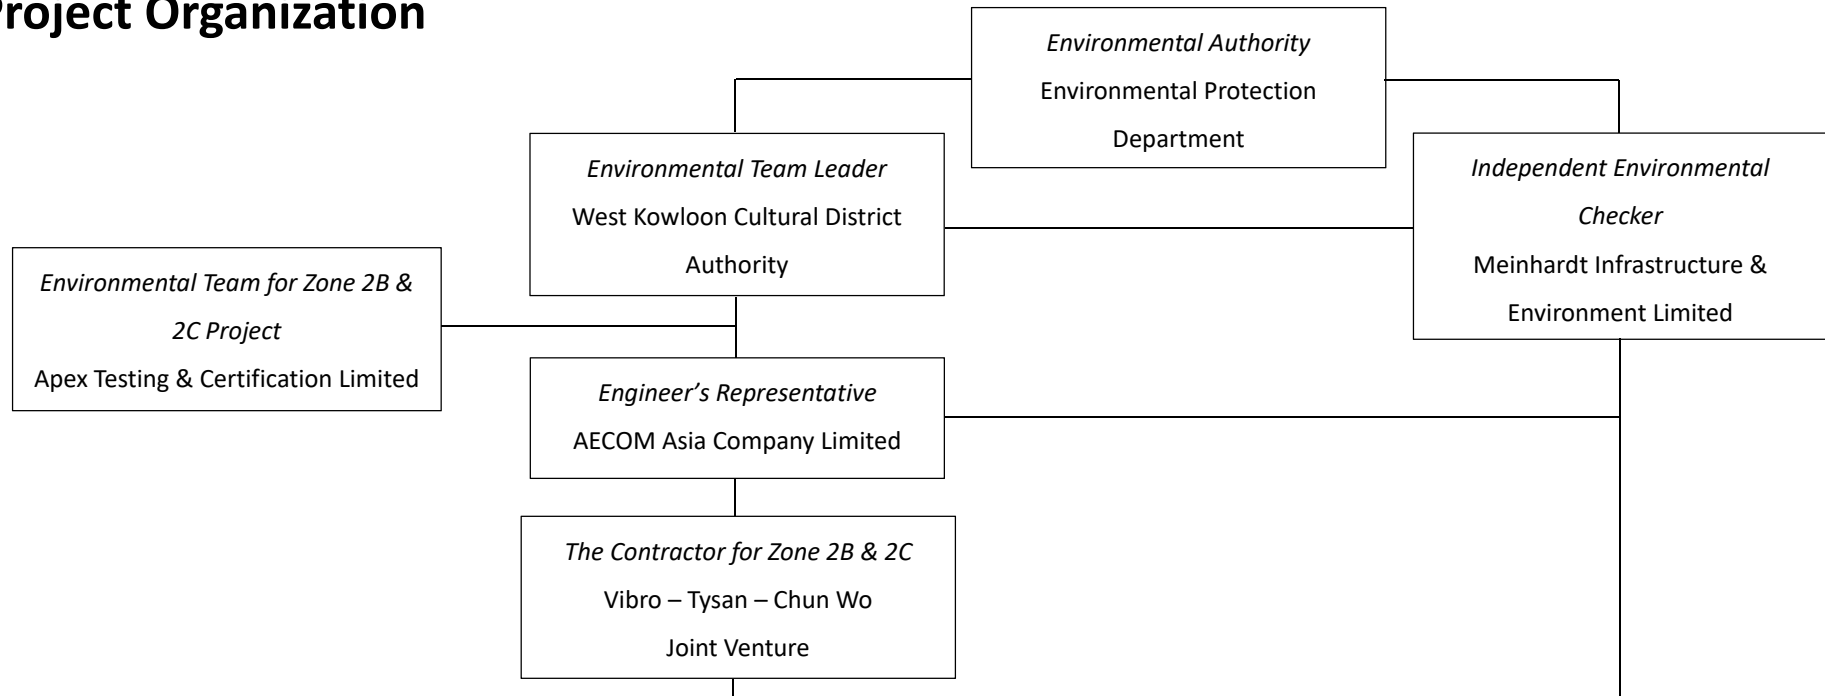 Project Organization
Environmental Authority
Environmental Protection
Department
Environmental Team Leader
West Kowloon Cultural District
Authority
Independent Environmental
Checker
Meinhardt Infrastructure &
Environment Limited
Environmental Team for Zone 2B &
2C Project
Apex Testing & Certification Limited
Engineer’s Representative
AECOM Asia Company Limited
The Contractor for Zone 2B & 2C
Vibro – Tysan – Chun Wo
Joint Venture